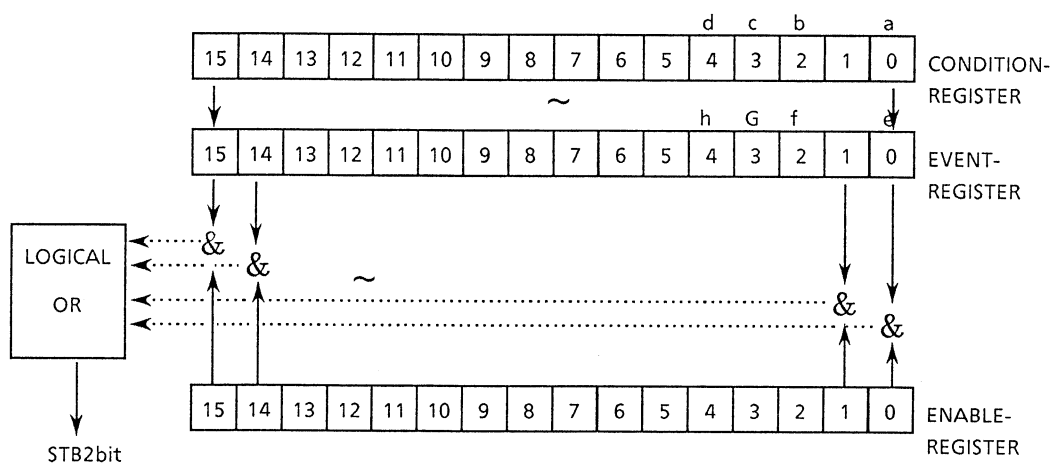 d c b a
15 14 13 12 11 10 9 8 7 6 5 4 3 2 1 0
CONDITION-
REGISTER
~
h G f e
15 14 13 12 11 10 9 8 7 6 5 4 3 2 1 0
EVENT-
REGISTER
LOGICAL
OR
&
&
~
&
&
15 14 13 12 11 10 9 8 7 6 5 4 3 2 1 0
ENABLE-
REGISTER
STB2bit